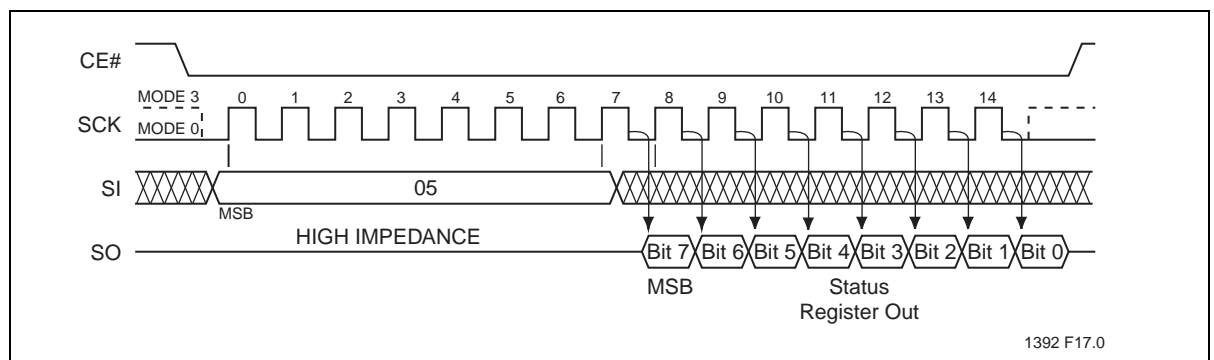 CE#
MODE 3
0 1 2 3 4 5 6 7 8 9 10 11 12 13 14
SCK
MODE 0
SI
05
MSB
HIGH IMPEDANCE
SO
Bit 7 Bit 6 Bit 5 Bit 4 Bit 3 Bit 2 Bit 1 Bit 0
MSB
Status
Register Out
1392 F17.0